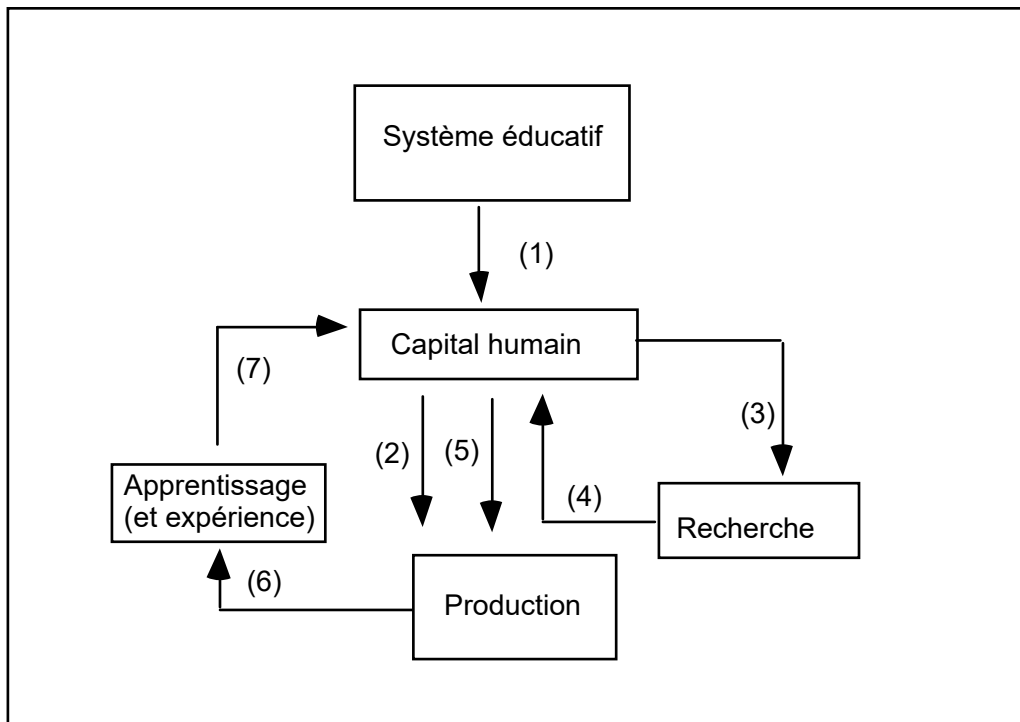 Système éducatif
(1)
Capital humain
(7)
(3)
(2)
(5)
Apprentissage
(et expérience)
(4)
Recherche
(6)
Production